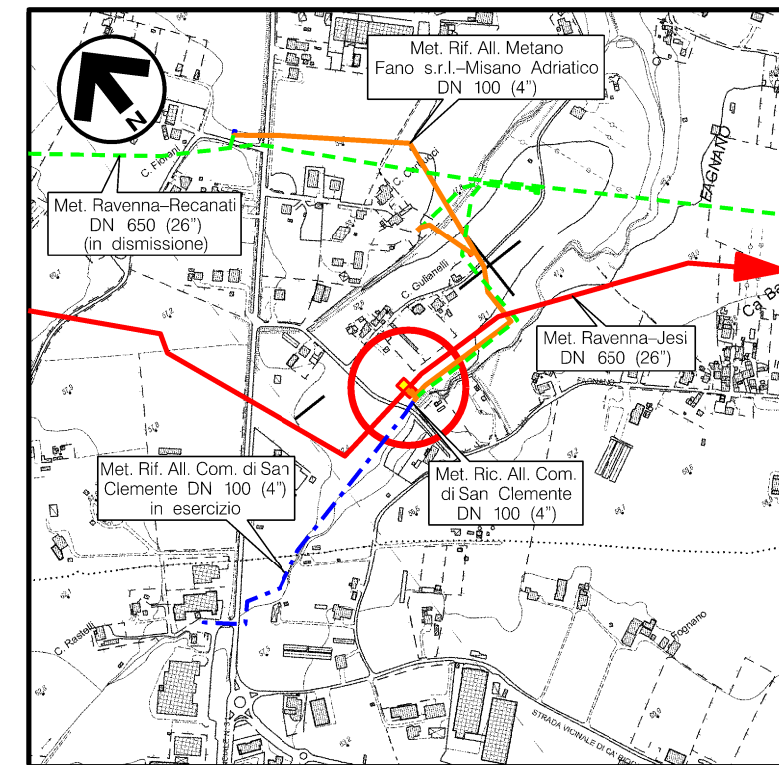 Met. Rif. All. Metano
Fano s.r.l.–Misano Adriatico
DN 100 (4")
N
C. Fiorani
C. Carlucci
FAGNANO
Met. Ravenna–Recanati
DN 650 (26")
(in dismissione)
C. Gulianelli
Ca' Ba
Met. Ravenna–Jesi
DN 650 (26")
Met. Rif. All. Com. di San
Clemente DN 100 (4")
in esercizio
Met. Ric. All. Com.
di San Clemente
DN 100 (4")
C. Rastelli
Fognano
STRADA VICINALE DI CA'